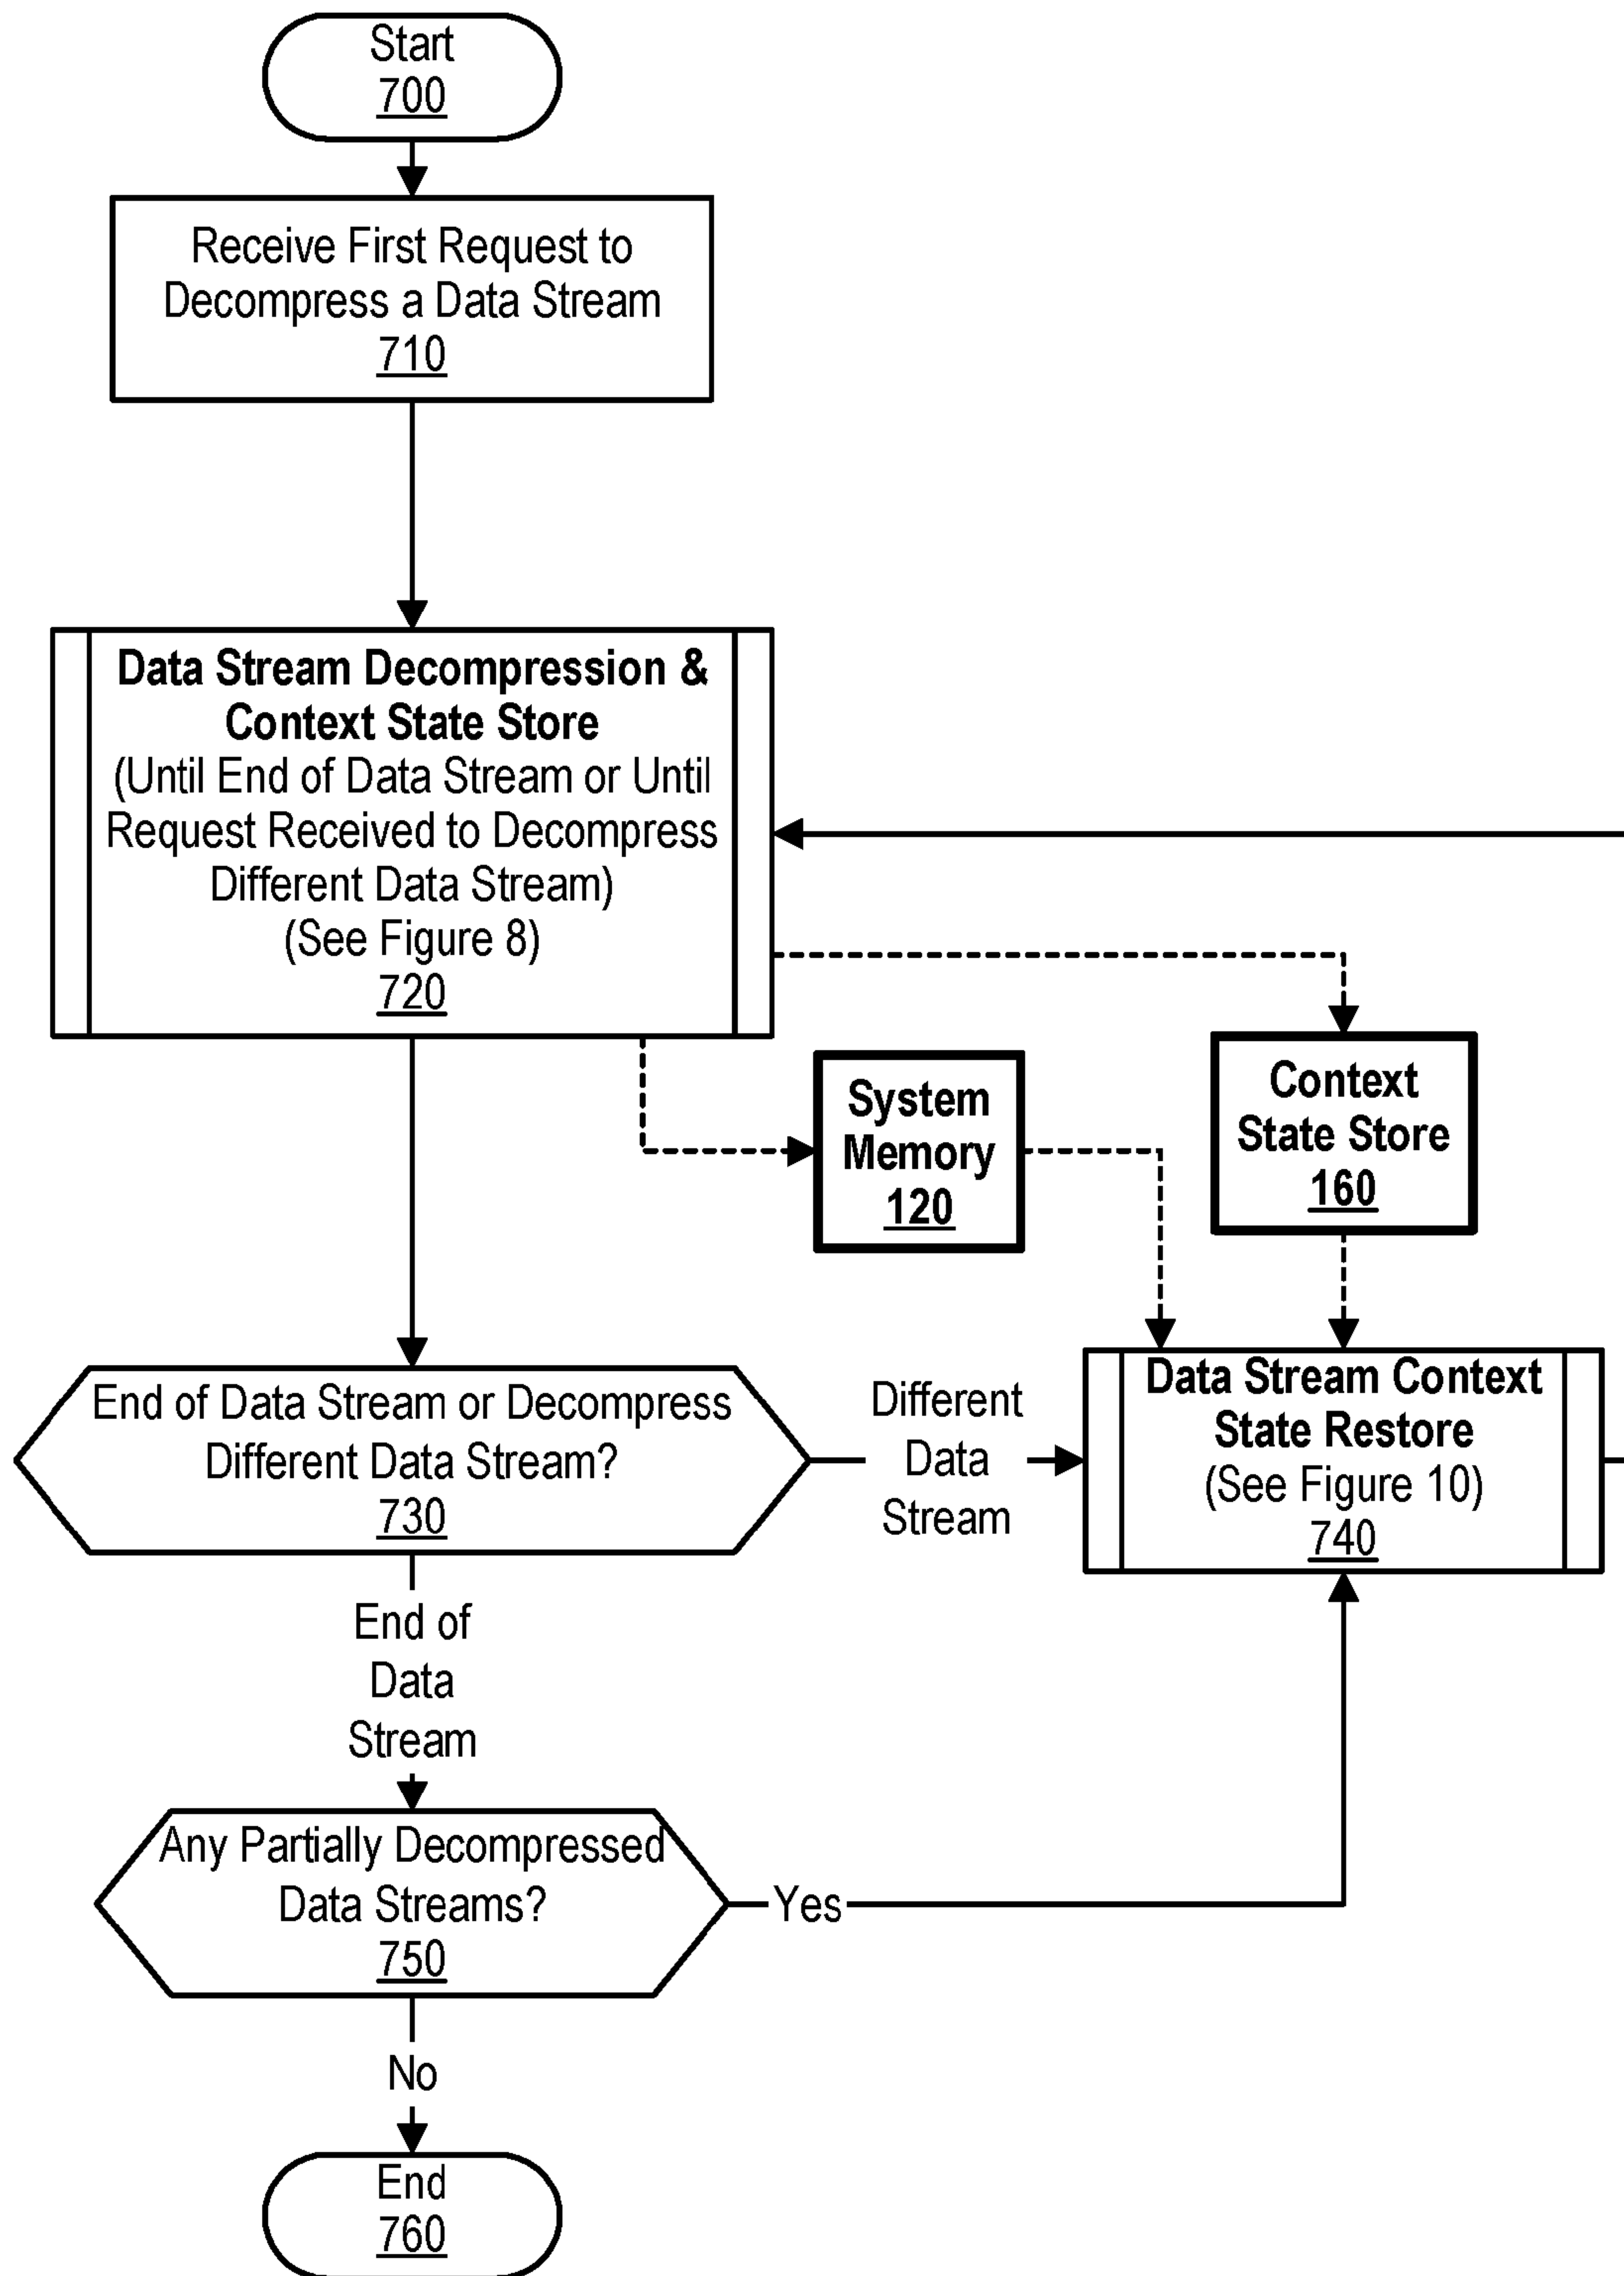 Start
700
Receive First Request to
Decompress a Data Stream
710
Data Stream Decompression &
Context State Store
(Until End of Data Stream or Until
Request Received to Decompress
Different Data Stream)
(See Figure 8)
720
System
Memory
120
Context
State Store
160
End of Data Stream or Decompress
Different Data Stream?
730
Different
Data
Stream
Data Stream Context
State Restore
(See Figure 10)
740
End of
Data
Stream
Any Partially Decompressed
Data Streams?
750
Yes
No
End
760